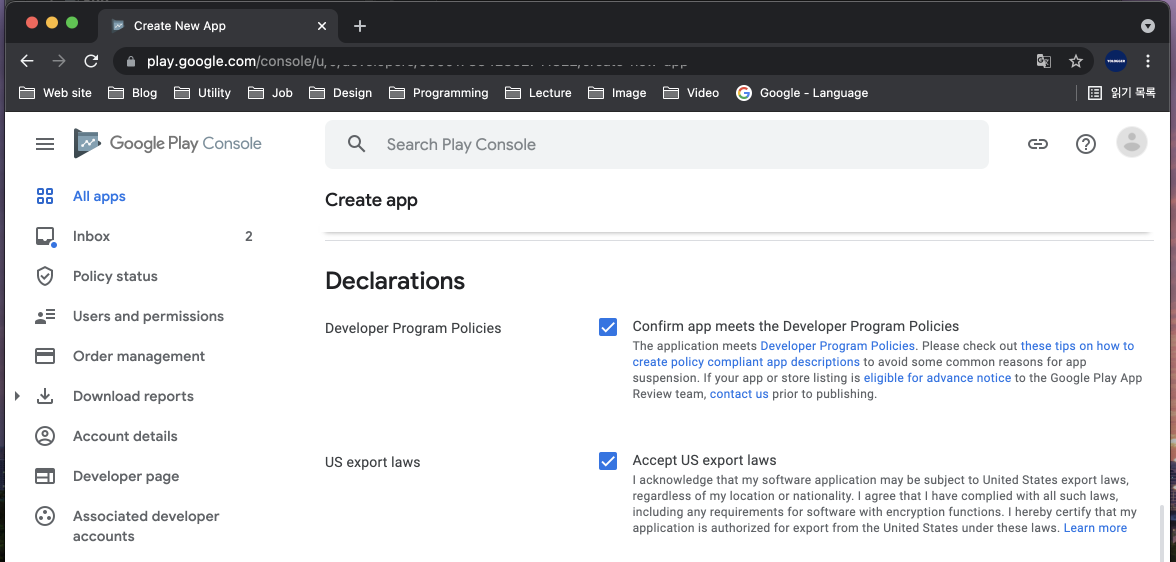 Create New App
play.google.com/console/u
Web site
Blog
Utility
Job
Design
Programming
Lecture
Image
Video
Google - Language
읽기 목록
Google Play Console
Search Play Console
All apps
Inbox
2
Policy status
Users and permissions
Order management
Download reports
Account details
Developer page
Associated developer
accounts
Create app
Declarations
Developer Program Policies
Confirm app meets the Developer Program Policies
The application meets Developer Program Policies. Please check out these tips on how to
create policy compliant app descriptions to avoid some common reasons for app
suspension. If your app or store listing is eligible for advance notice to the Google Play App
Review team, contact us prior to publishing.
US export laws
Accept US export laws
I acknowledge that my software application may be subject to United States export laws,
regardless of my location or nationality. I agree that I have complied with all such laws,
including any requirements for software with encryption functions. I hereby certify that my
application is authorized for export from the United States under these laws. Learn more